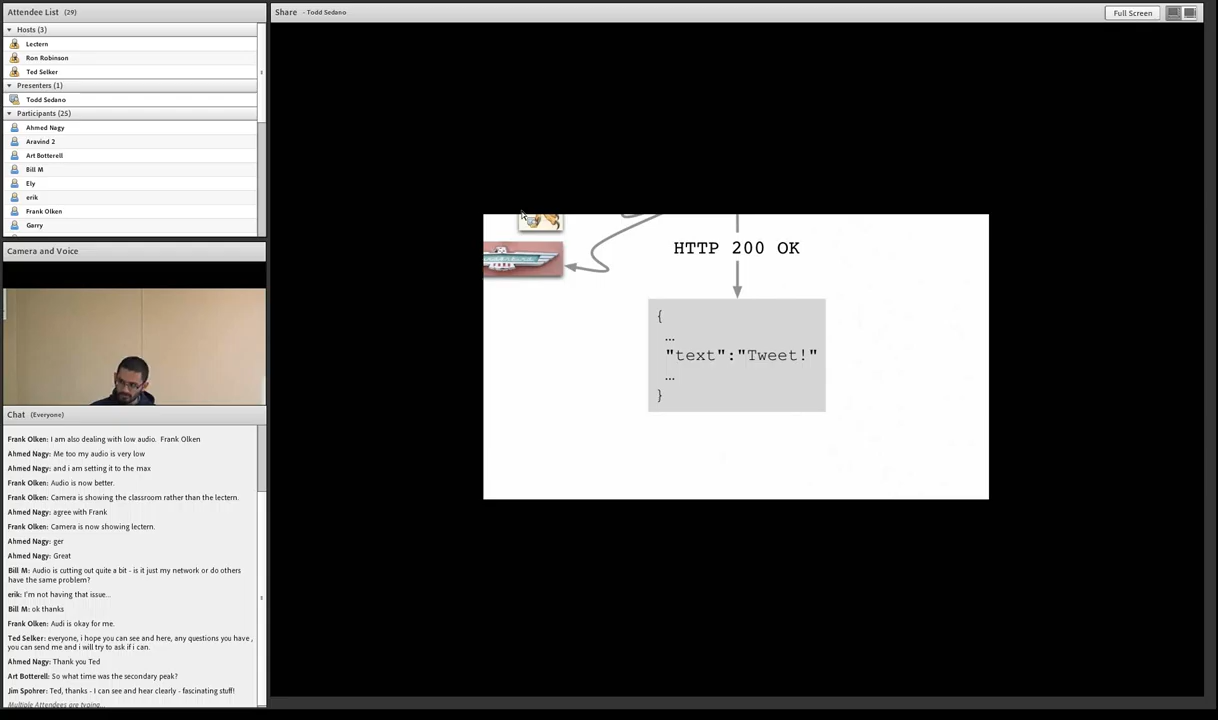 Attendee List (29)
Hosts (3)
Lectern
Ron Robinson
Ted Selker
Presenters (1)
Todd Sedano
Participants (25)
Ahmed Nagy
Aravind 2
Art Botterell
Bill M
Ely
erik
Frank Olken
Garry
Camera and Voice
Chat (Everyone)
Frank Olken: I am also dealing with low audio. Frank Olken
Ahmed Nagy: Me too my audio is very low
Ahmed Nagy: and i am setting it to the max
Frank Olken: Audio is now better.
Frank Olken: Camera is showing the classroom rather than the lectern.
Ahmed Nagy: agree with Frank
Frank Olken: Camera is now showing lectern.
Ahmed Nagy: ger
Ahmed Nagy: Great
Bill M: Audio is cutting out quite a bit - is it just my network or do others
have the same problem?
erik: I'm not having that issue...
Bill M: ok thanks
Frank Olken: Audi is okay for me.
Ted Selker: everyone, i hope you can see and here, any questions you have ,
you can send me and i will try to ask if i can.
Ahmed Nagy: Thank you Ted
Art Botterell: So what time was the secondary peak?
Jim Spohrer: Ted, thanks - I can see and hear clearly - fascinating stuff!
Multiple Attendees are typing...
Share - Todd Sedano
Full Screen
HTTP 200 OK
{
...
"text":"Tweet!"
...
}